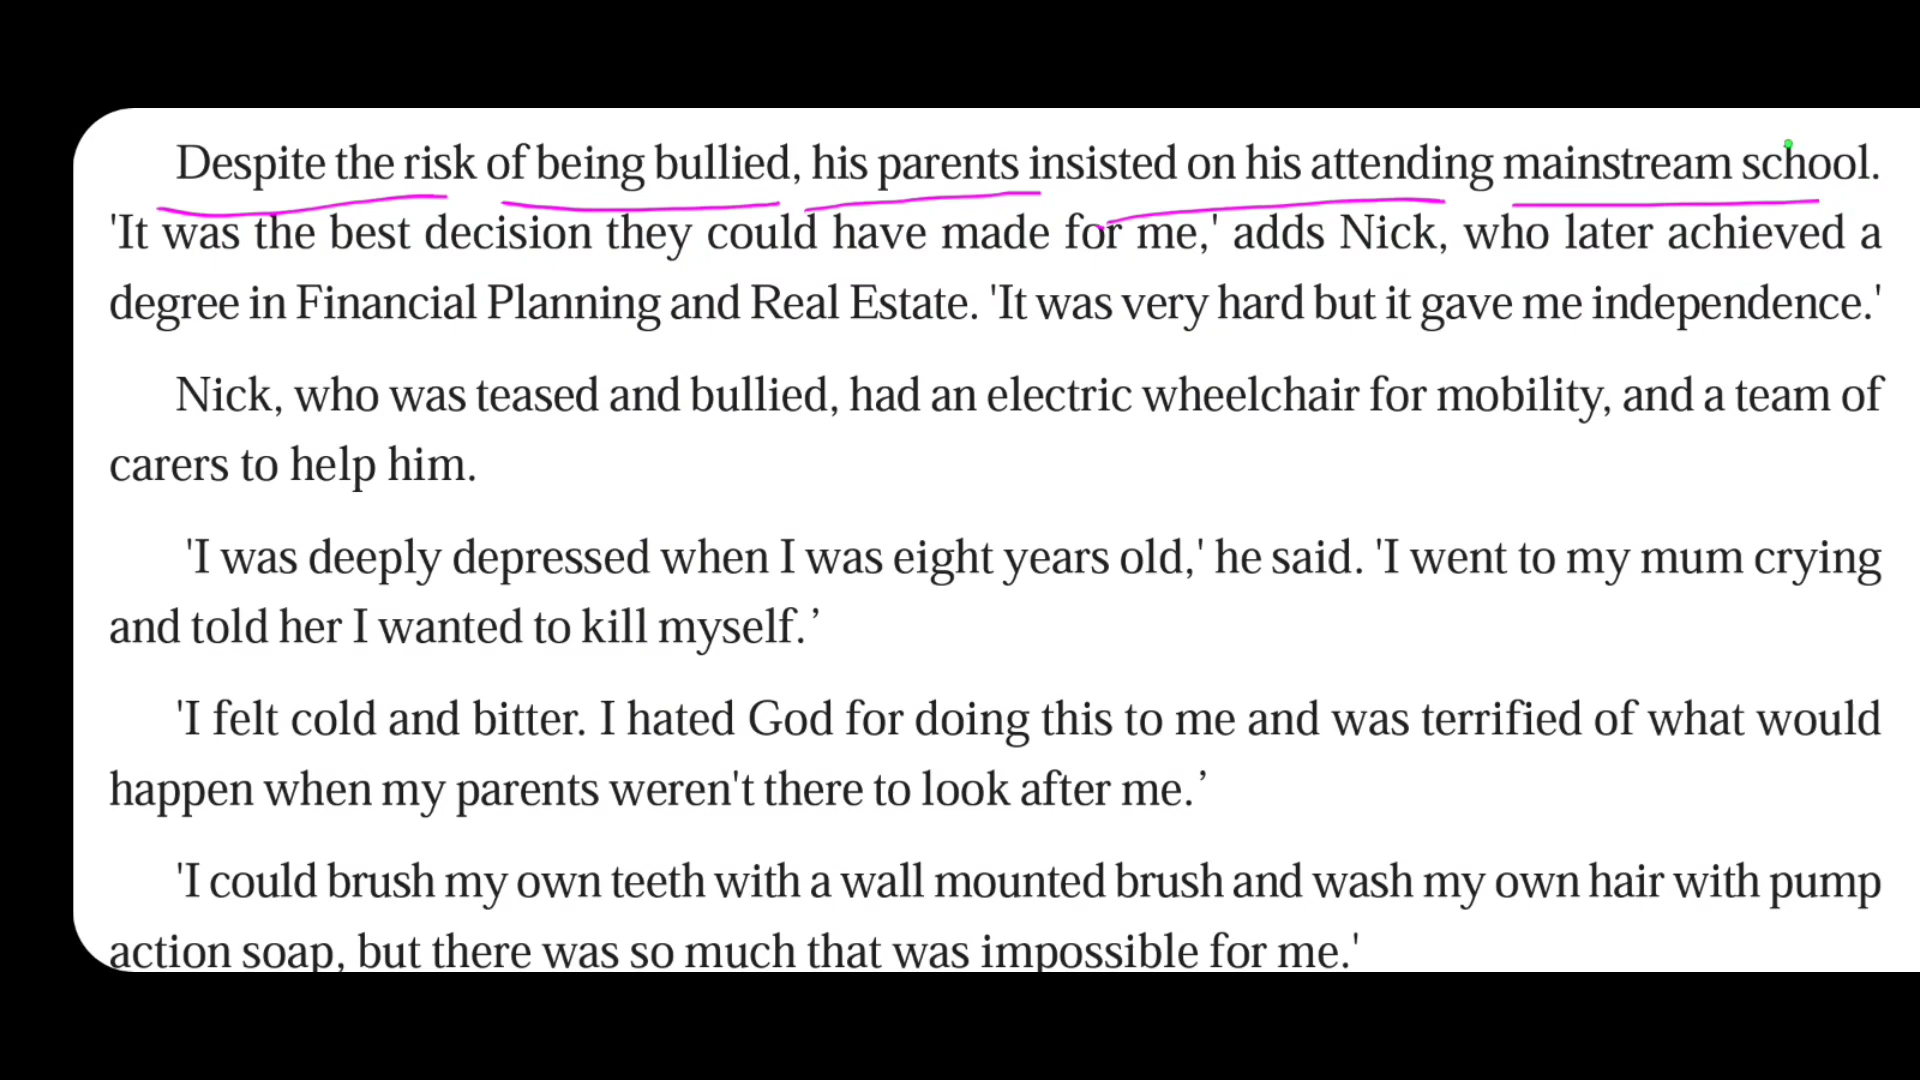 Despite the risk of being bullied, his parents insisted on his attending mainstream school.
'It was the best decision they could have made for me,' adds Nick, who later achieved a
degree in Financial Planning and Real Estate. 'It was very hard but it gave me independence.'
Nick, who was teased and bullied, had an electric wheelchair for mobility, and a team of
carers to help him.
'I was deeply depressed when I was eight years old,' he said. 'I went to my mum crying
and told her I wanted to kill myself.’
'I felt cold and bitter. I hated God for doing this to me and was terrified of what would
happen when my parents weren't there to look after me.’
'I could brush my own teeth with a wall mounted brush and wash my own hair with pump
action soap, but there was so much that was impossible for me.'